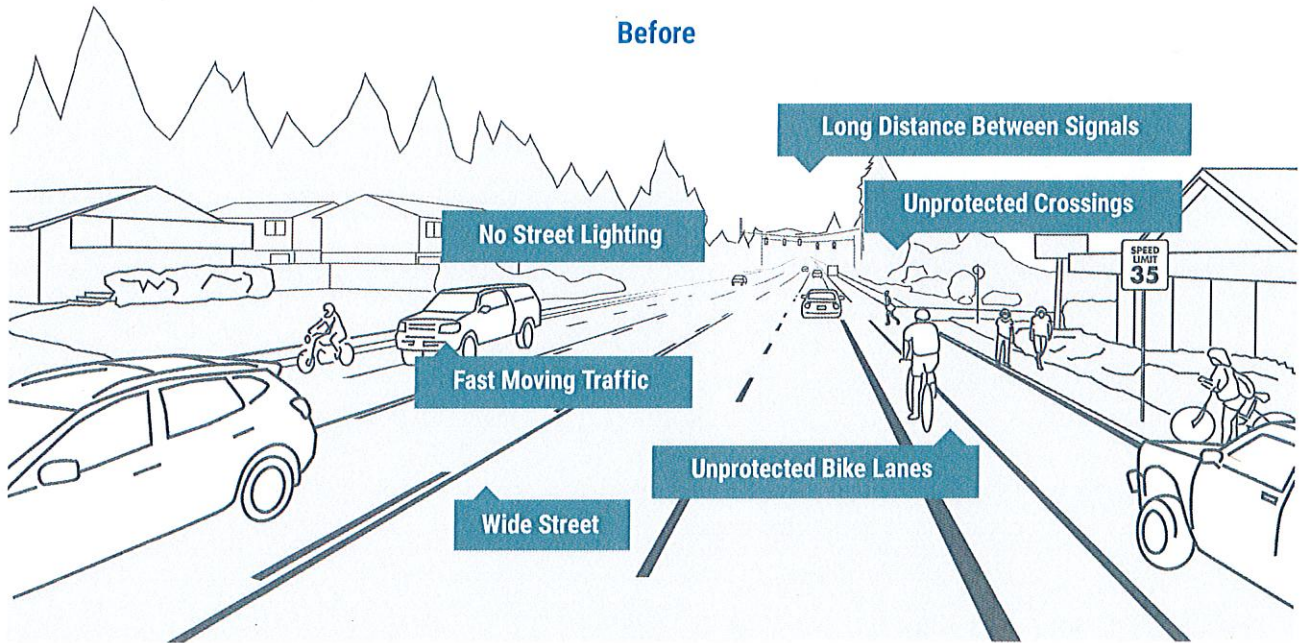 Before
Long Distance Between Signals
Unprotected Crossings
No Street Lighting
SPEED
LIMIT
35
Fast Moving Traffic
Unprotected Bike Lanes
Wide Street